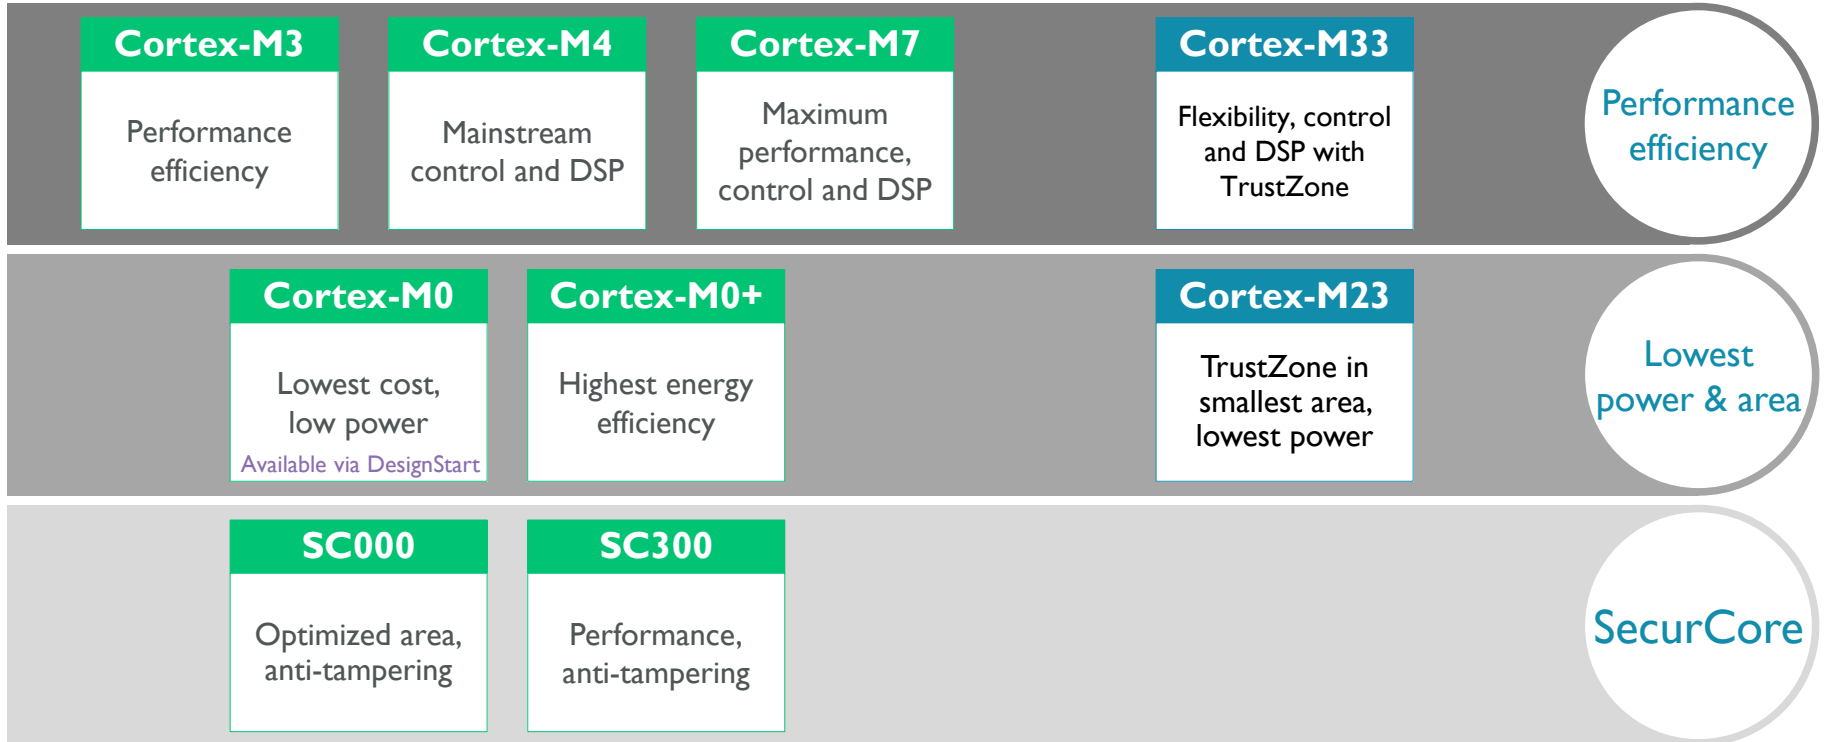 Cortex-M3
Performance
efficiency
Cortex-M4
Mainstream
control and DSP
Cortex-M7
Maximum
performance,
control and DSP
Cortex-M33
Flexibility, control
and DSP with
TrustZone
Performance
efficiency
Cortex-M0
Lowest cost,
low power
Available via DesignStart
Cortex-M0+
Highest energy
efficiency
Cortex-M23
TrustZone in
smallest area,
lowest power
Lowest
power & area
SC000
Optimized area,
anti-tampering
SC300
Performance,
anti-tampering
SecurCore